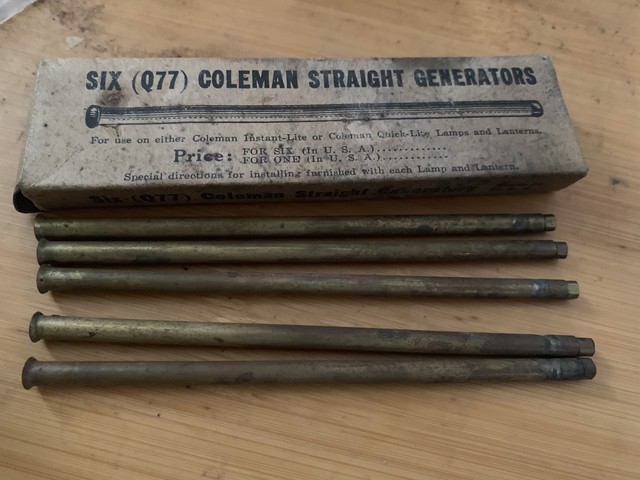 SIX (Q77) COLEMAN STRAIGHT GENERATORS
For use on either Coleman Instant-Lite or Coleman Quick-Lite Lamps and Lanterns.
Price: FOR SIX (In U. S. A.).............
FOR ONE (In U. S. A.)............
Special directions for installing furnished with each Lamp and Lantern.
Six (Q77) Coleman Straight Generators